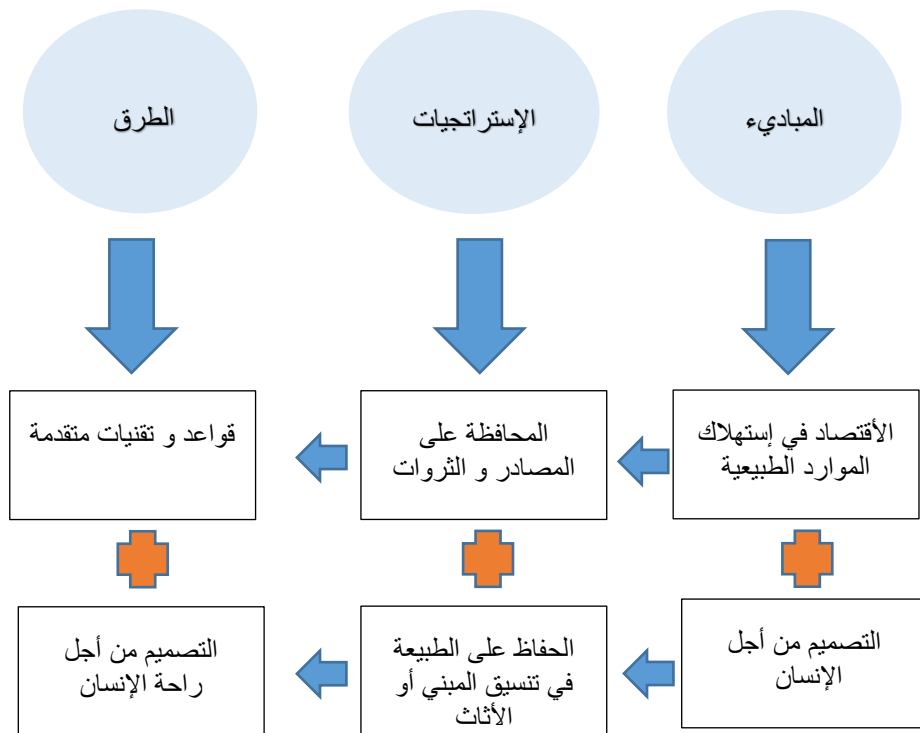 المباديء
الإستراتجيات
الطرق
الأقتصاد في إستهلاك
الموارد الطبيعية
المحافظة على
المصادر و الثروات
قواعد و تقنيات متقدمة
التصميم من أجل
الإنسان
الحفاظ على الطبيعة
في تنسيق المبني أو
الأثاث
التصميم من أجل
راحة الإنسان